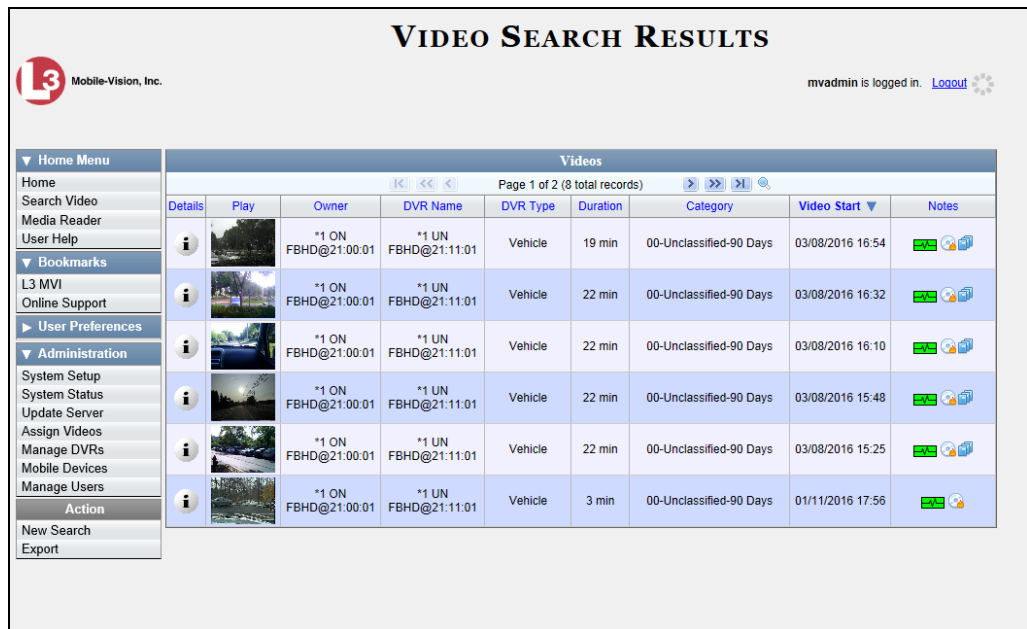 VIDEO SEARCH RESULTS
L3 Mobile-Vision, Inc.
mvadmin is logged in. Logout
▼ Home Menu
Home
Search Video
Media Reader
User Help
▼ Bookmarks
L3 MVI
Online Support
▶ User Preferences
▼ Administration
System Setup
System Status
Update Server
Assign Videos
Manage DVRs
Mobile Devices
Manage Users
Action
New Search
Export
Videos
Page 1 of 2 (8 total records)
Details Play Owner DVR Name DVR Type Duration Category Video Start ▼ Notes
*1 ON *1 UN
FBHD@21:00:01 FBHD@21:11:01 Vehicle 19 min 00-Unclassified-90 Days 03/08/2016 16:54
*1 ON *1 UN
FBHD@21:00:01 FBHD@21:11:01 Vehicle 22 min 00-Unclassified-90 Days 03/08/2016 16:32
*1 ON *1 UN
FBHD@21:00:01 FBHD@21:11:01 Vehicle 22 min 00-Unclassified-90 Days 03/08/2016 16:10
*1 ON *1 UN
FBHD@21:00:01 FBHD@21:11:01 Vehicle 22 min 00-Unclassified-90 Days 03/08/2016 15:48
*1 ON *1 UN
FBHD@21:00:01 FBHD@21:11:01 Vehicle 22 min 00-Unclassified-90 Days 03/08/2016 15:25
*1 ON *1 UN
FBHD@21:00:01 FBHD@21:11:01 Vehicle 3 min 00-Unclassified-90 Days 01/11/2016 17:56